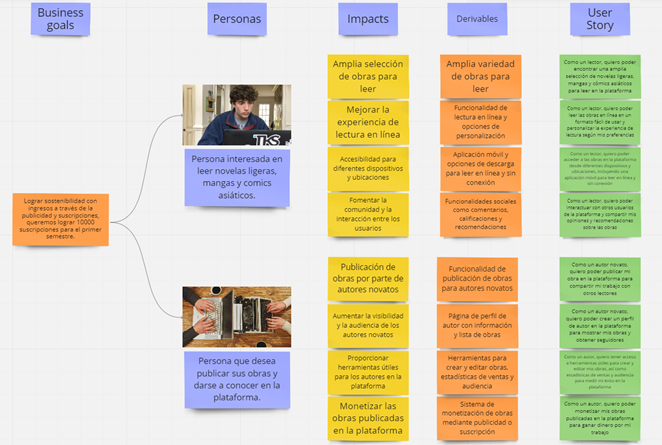 Business
goals
Personas
Impacts
Derivables
User
Story
Lograr sostenibilidad con
ingresos a través de la
publicidad y suscripciones,
queremos lograr 10000
suscripciones para el primer
semestre.
TKS
Persona interesada en
leer novelas ligeras,
mangas y comics
asiáticos.
Amplia selección
de obras para
leer
Amplia variedad
de obras para
leer
Como un lector, quiero poder
encontrar una amplia
selección de novelas ligeras,
mangas y cómics asiáticos
para leer en la plataforma
Mejorar la
experiencia de
lectura en línea
Funcionalidad de
lectura en línea y
opciones de
personalización
Como un lector, quiero poder
leer las obras en línea en un
formato fácil de usar y
personalizar la experiencia de
lectura según mis preferencias
Accesibilidad para
diferentes dispositivos
y ubicaciones
Aplicación móvil y
opciones de descarga
para leer en línea y sin
conexión
Como un lector, quiero poder
acceder a las obras en la plataforma
desde diferentes dispositivos y
ubicaciones, incluyendo una
aplicación móvil para leer en línea y
sin conexión
Fomentar la
comunidad y la
interacción entre los
usuarios
Funcionalidades sociales
como comentarios,
calificaciones y
recomendaciones
Como un lector, quiero poder
interactuar con otros usuarios
de la plataforma y compartir mis
opiniones y recomendaciones
sobre las obras
Persona que desea
publicar sus obras y
darse a conocer en la
plataforma.
Publicación de
obras por parte de
autores novatos
Funcionalidad de
publicación de obras
para autores novatos
Como un autor novato,
quiero poder publicar mi
obra en la plataforma para
compartir mi trabajo con
otros lectores
Aumentar la visibilidad
y la audiencia de los
autores novatos
Página de perfil de
autor con información
y lista de obras
Como un autor novato,
quiero poder crear un perfil
de autor en la plataforma
para mostrar mis obras y
obtener seguidores
Proporcionar
herramientas útiles
para los autores en la
plataforma
Herramientas para
crear y editar obras,
estadísticas de ventas y
audiencia
Como un autor, quiero tener acceso
a herramientas útiles para crear y
editar mis obras, así como
estadísticas de ventas y audiencia
para medir mi éxito en la
plataforma
Monetizar las
obras publicadas
en la plataforma
Sistema de
monetización de obras
mediante publicidad o
suscripción
Como un autor, quiero poder
monetizar mis obras
publicadas en la plataforma
para ganar dinero por mi
trabajo